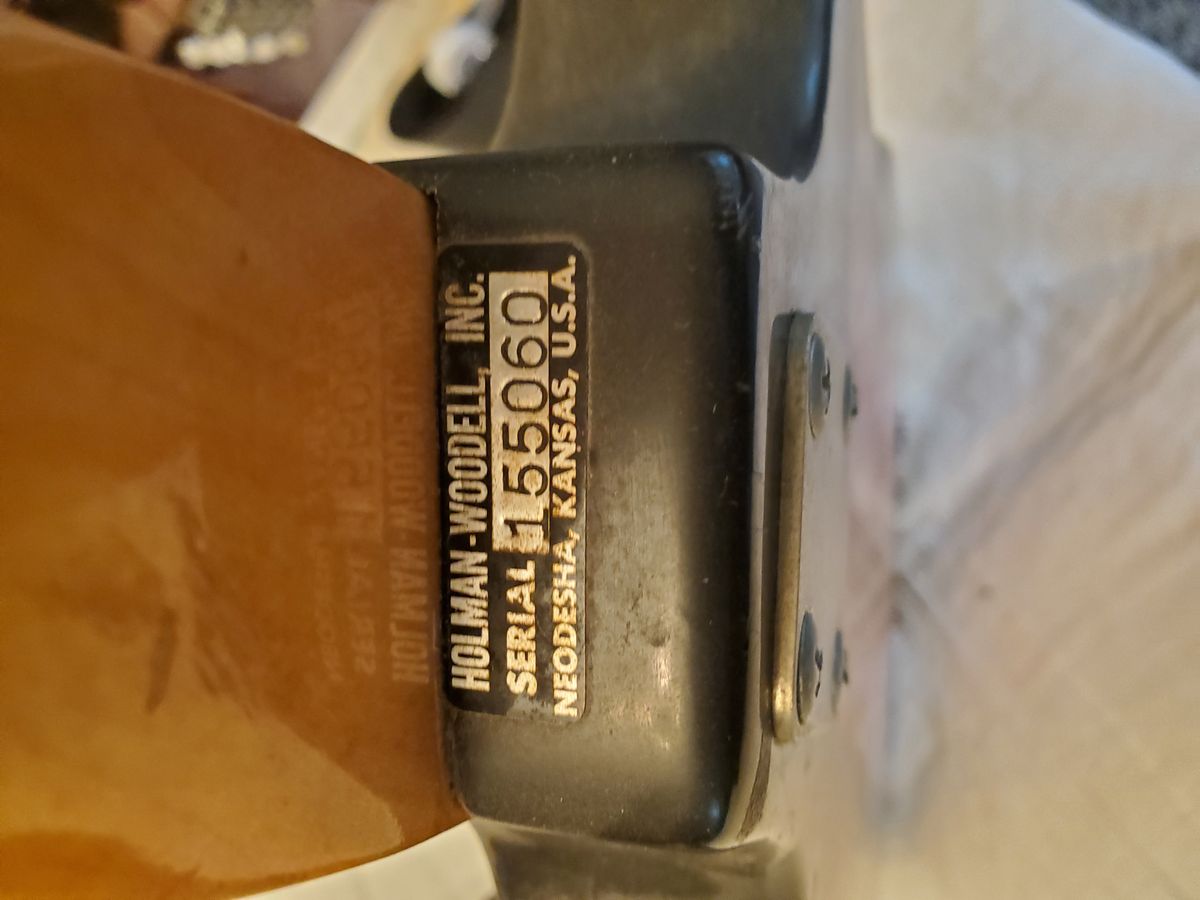 HOLMAN-WOODELL, INC.
SERIAL 155060
NEODESHA, KANSAS, U.S.A.